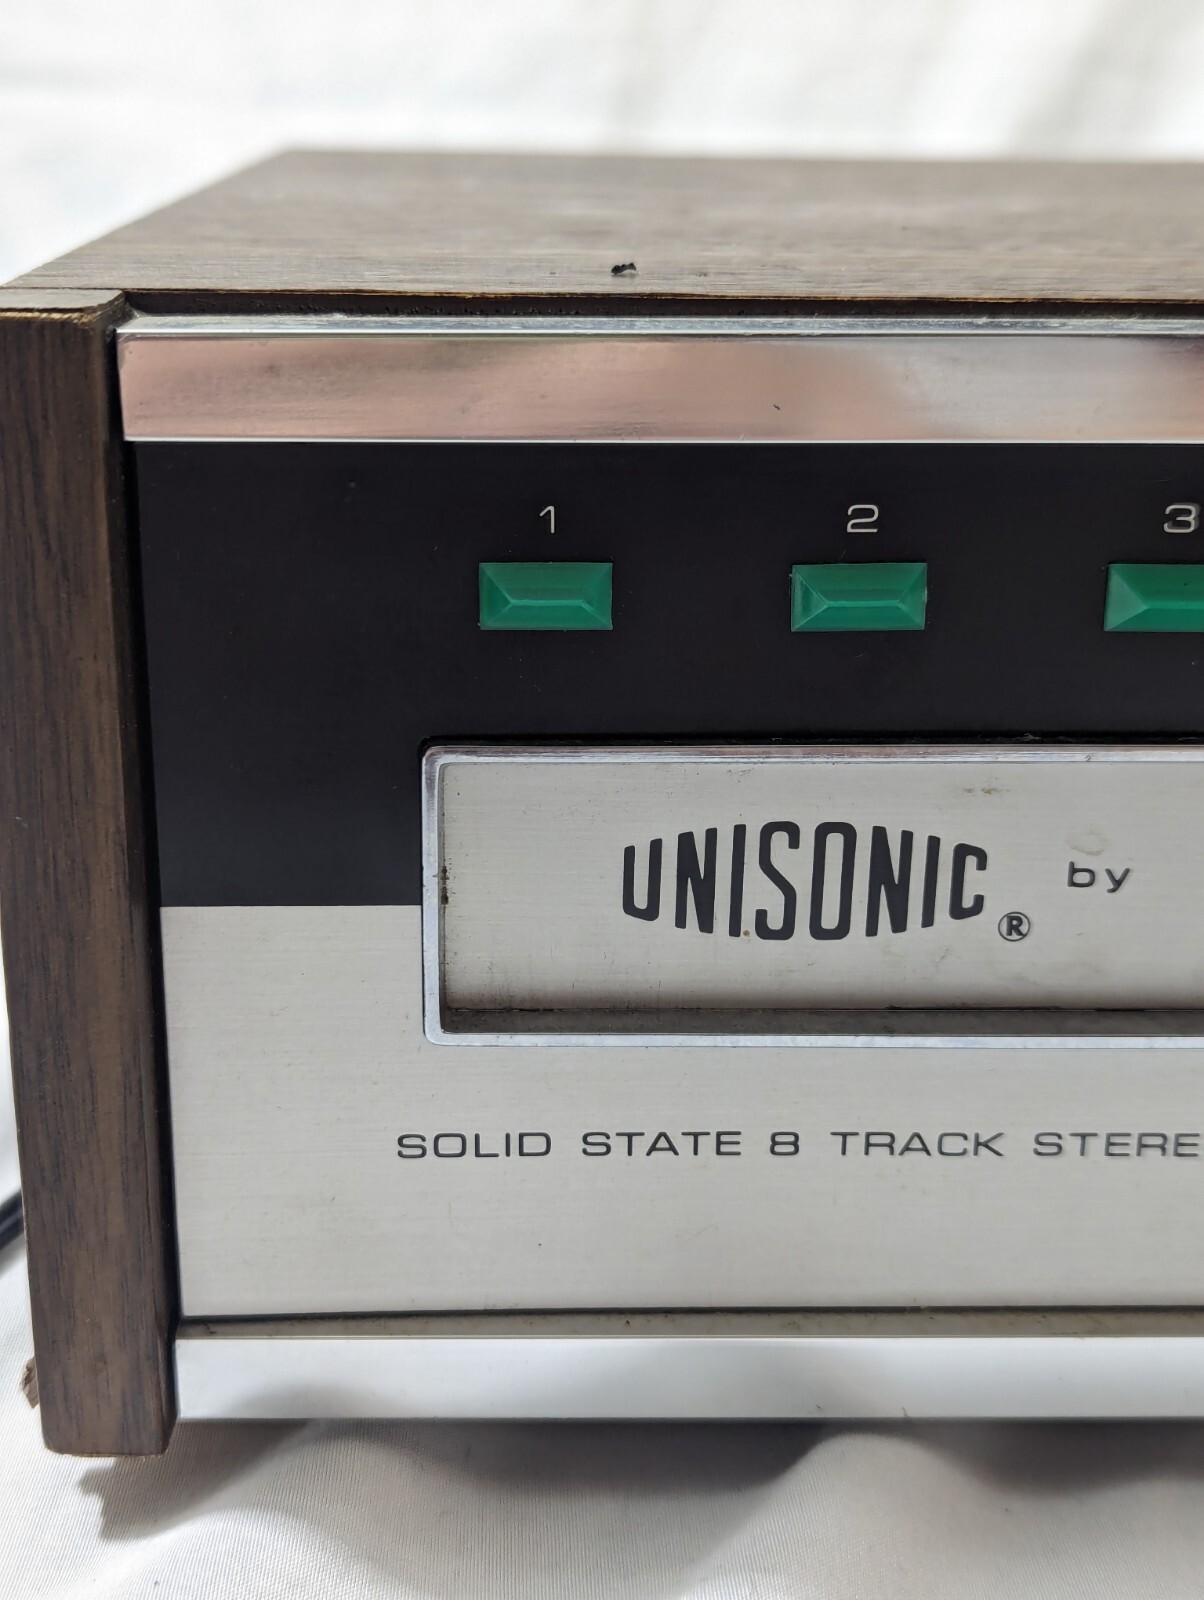 1 2 3
UNISONIC® by
SOLID STATE 8 TRACK STERE